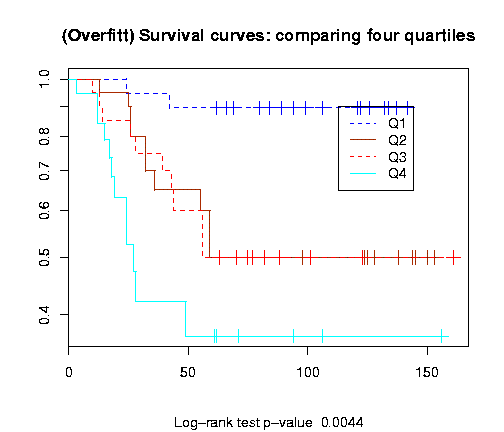 (Overfitt) Survival curves: comparing four quartiles
1.0
0.8
0.7
0.6
0.5
0.4
Q1
Q2
Q3
Q4
0 50 100 150
Log-rank test p-value 0.0044